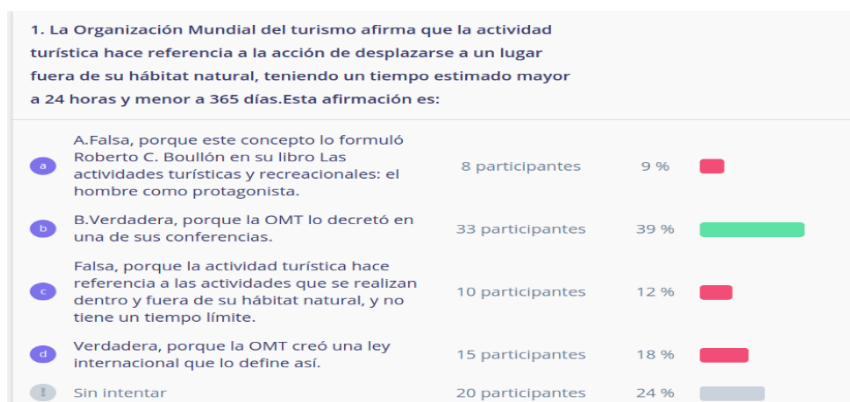 1. La Organización Mundial del turismo afirma que la actividad
turística hace referencia a la acción de desplazarse a un lugar
fuera de su hábitat natural, teniendo un tiempo estimado mayor
a 24 horas y menor a 365 días.Esta afirmación es:
a
A.Falsa, porque este concepto lo formuló
Roberto C. Boullón en su libro Las
actividades turísticas y recreacionales: el
hombre como protagonista.
8 participantes 9 %
b
B.Verdadera, porque la OMT lo decretó en
una de sus conferencias.
33 participantes 39 %
c
Falsa, porque la actividad turística hace
referencia a las actividades que se realizan
dentro y fuera de su hábitat natural, y no
tiene un tiempo límite.
10 participantes 12 %
d
Verdadera, porque la OMT creó una ley
internacional que lo define así.
15 participantes 18 %
! Sin intentar 20 participantes 24 %